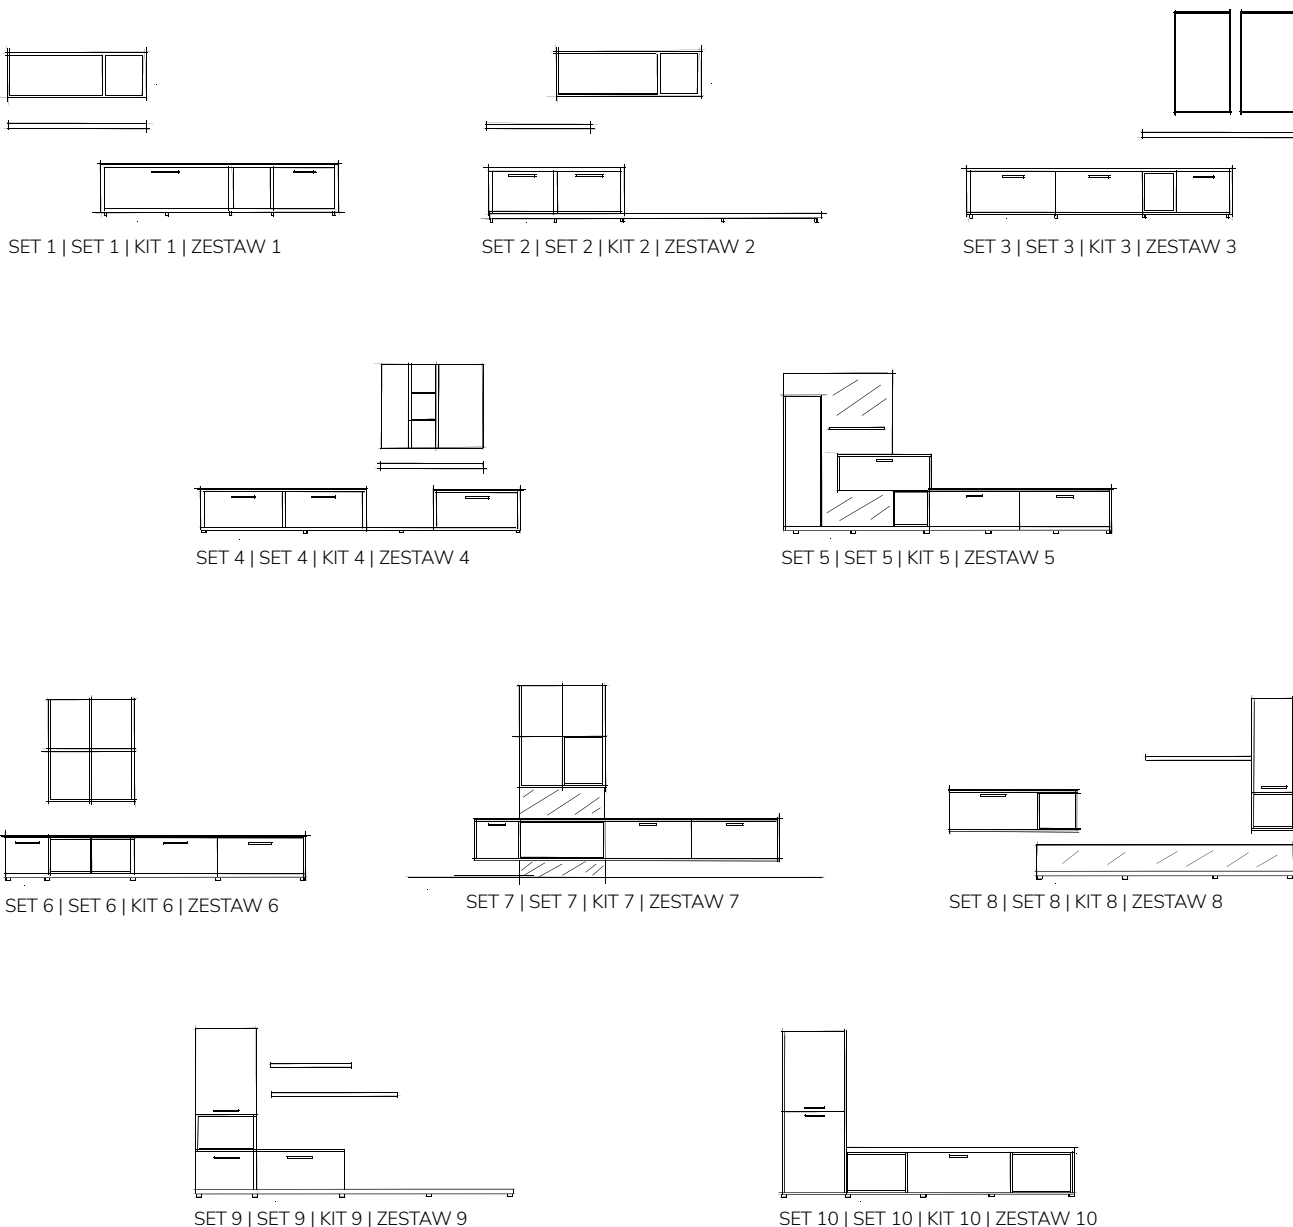 SET 1 | SET 1 | KIT 1 | ZESTAW 1
SET 2 | SET 2 | KIT 2 | ZESTAW 2
SET 3 | SET 3 | KIT 3 | ZESTAW 3
SET 4 | SET 4 | KIT 4 | ZESTAW 4
SET 5 | SET 5 | KIT 5 | ZESTAW 5
SET 6 | SET 6 | KIT 6 | ZESTAW 6
SET 7 | SET 7 | KIT 7 | ZESTAW 7
SET 8 | SET 8 | KIT 8 | ZESTAW 8
SET 9 | SET 9 | KIT 9 | ZESTAW 9
SET 10 | SET 10 | KIT 10 | ZESTAW 10